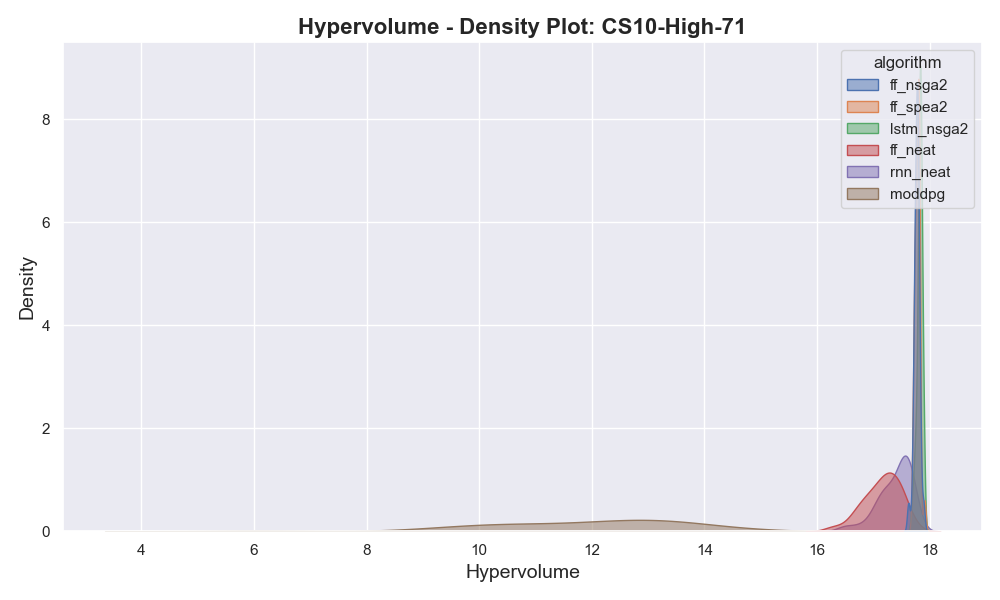 Hypervolume - Density Plot: CS10-High-71
algorithm
ff_nsga2
ff_spea2
lstm_nsga2
ff_neat
rnn_neat
moddpg
Density
8
6
4
2
0
4 6 8 10 12 14 16 18
Hypervolume